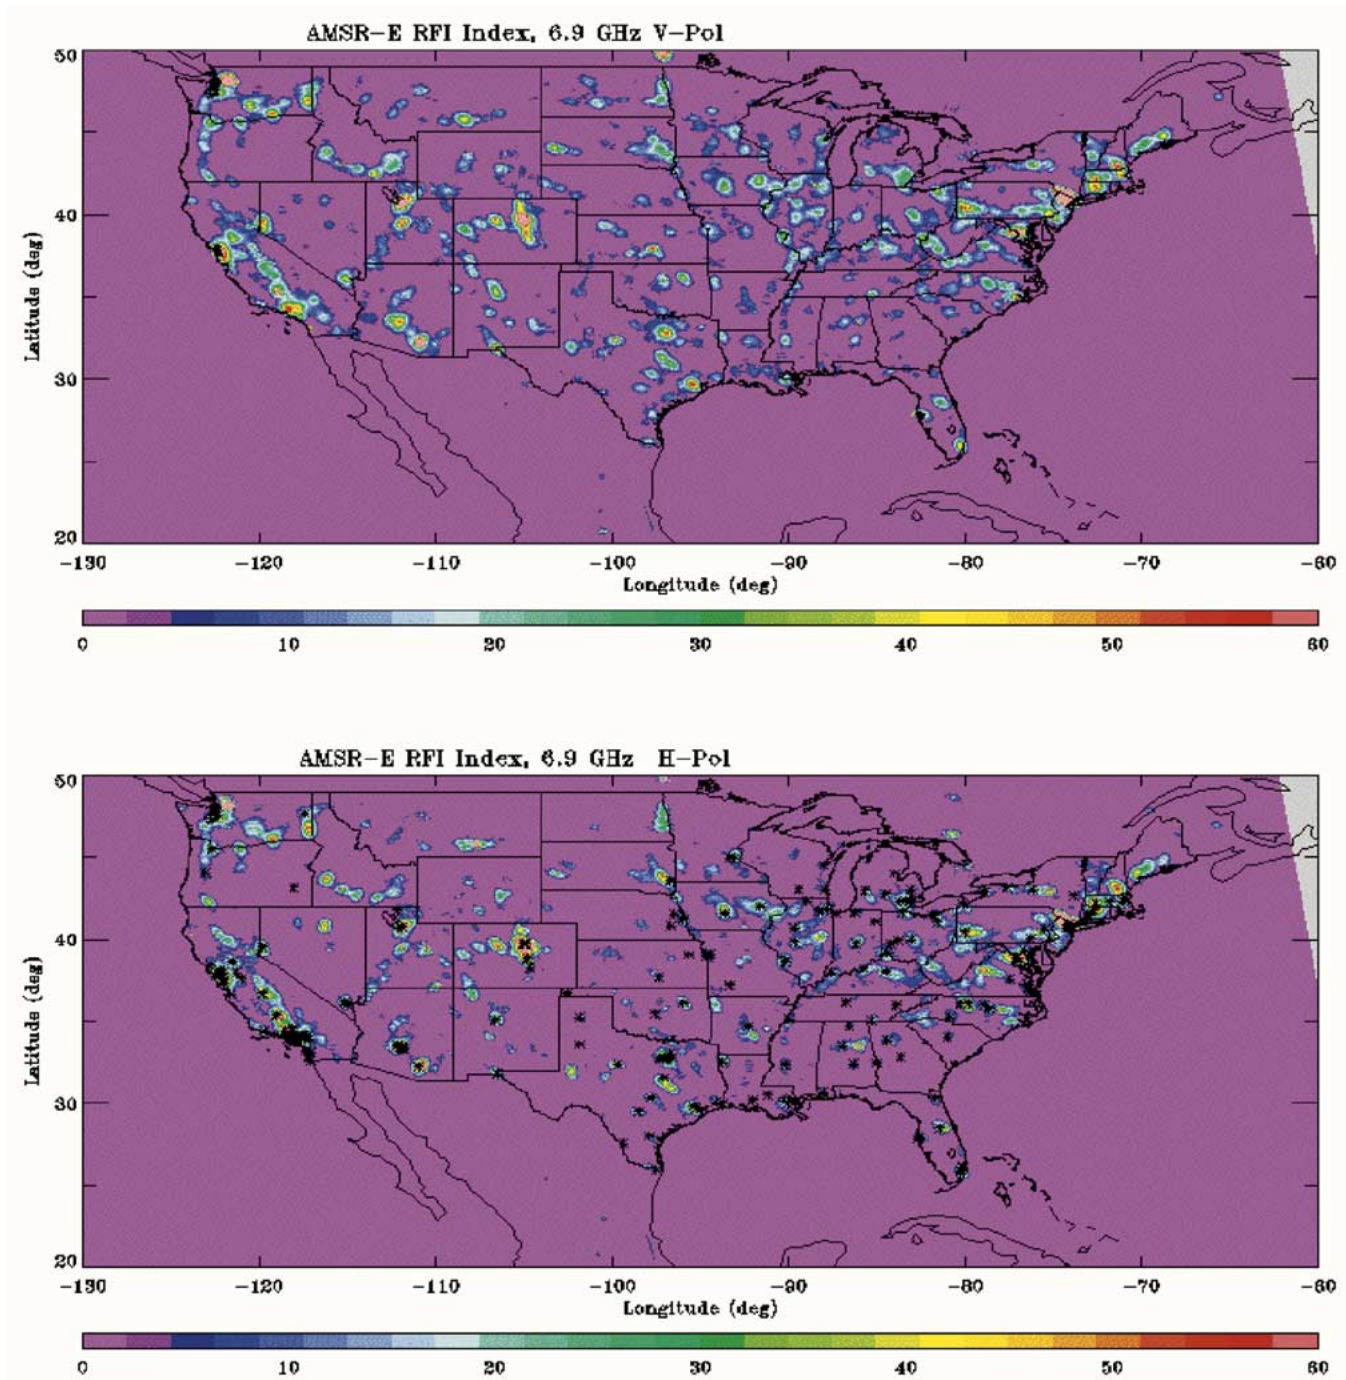 AMSR-E RFI Index, 6.9 GHz V-Pol
50
40
30
20
Latitude (deg)
-130 -120 -110 -100 -90 -80 -70 -60
Longitude (deg)
0 10 20 30 40 50 60
AMSR-E RFI Index, 6.9 GHz H-Pol
50
40
30
20
Latitude (deg)
-130 -120 -110 -100 -90 -80 -70 -60
Longitude (deg)
0 10 20 30 40 50 60